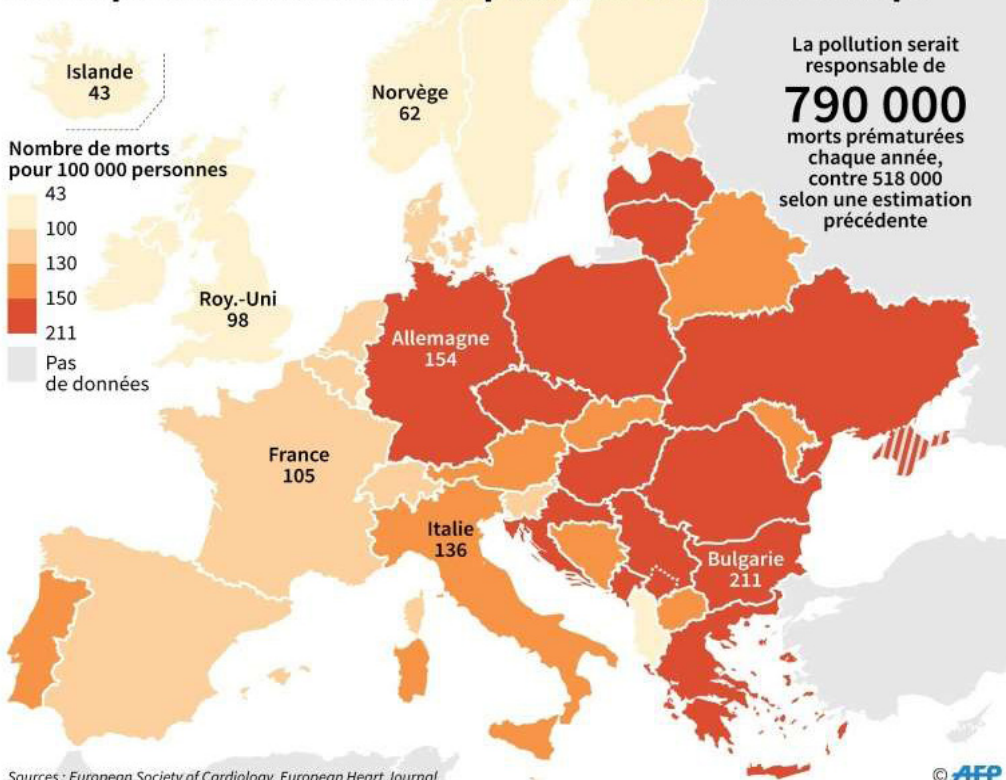 Islande
43
Norvège
62
La pollution serait
responsable de
790 000
morts prématurées
chaque année,
contre 518 000
selon une estimation
précédente
Nombre de morts
pour 100 000 personnes
43
100
130
150
211
Pas
de données
Roy.-Uni
98
Allemagne
154
France
105
Italie
136
Bulgarie
211
Sources : European Society of Cardiology, European Heart Journal
© AFP